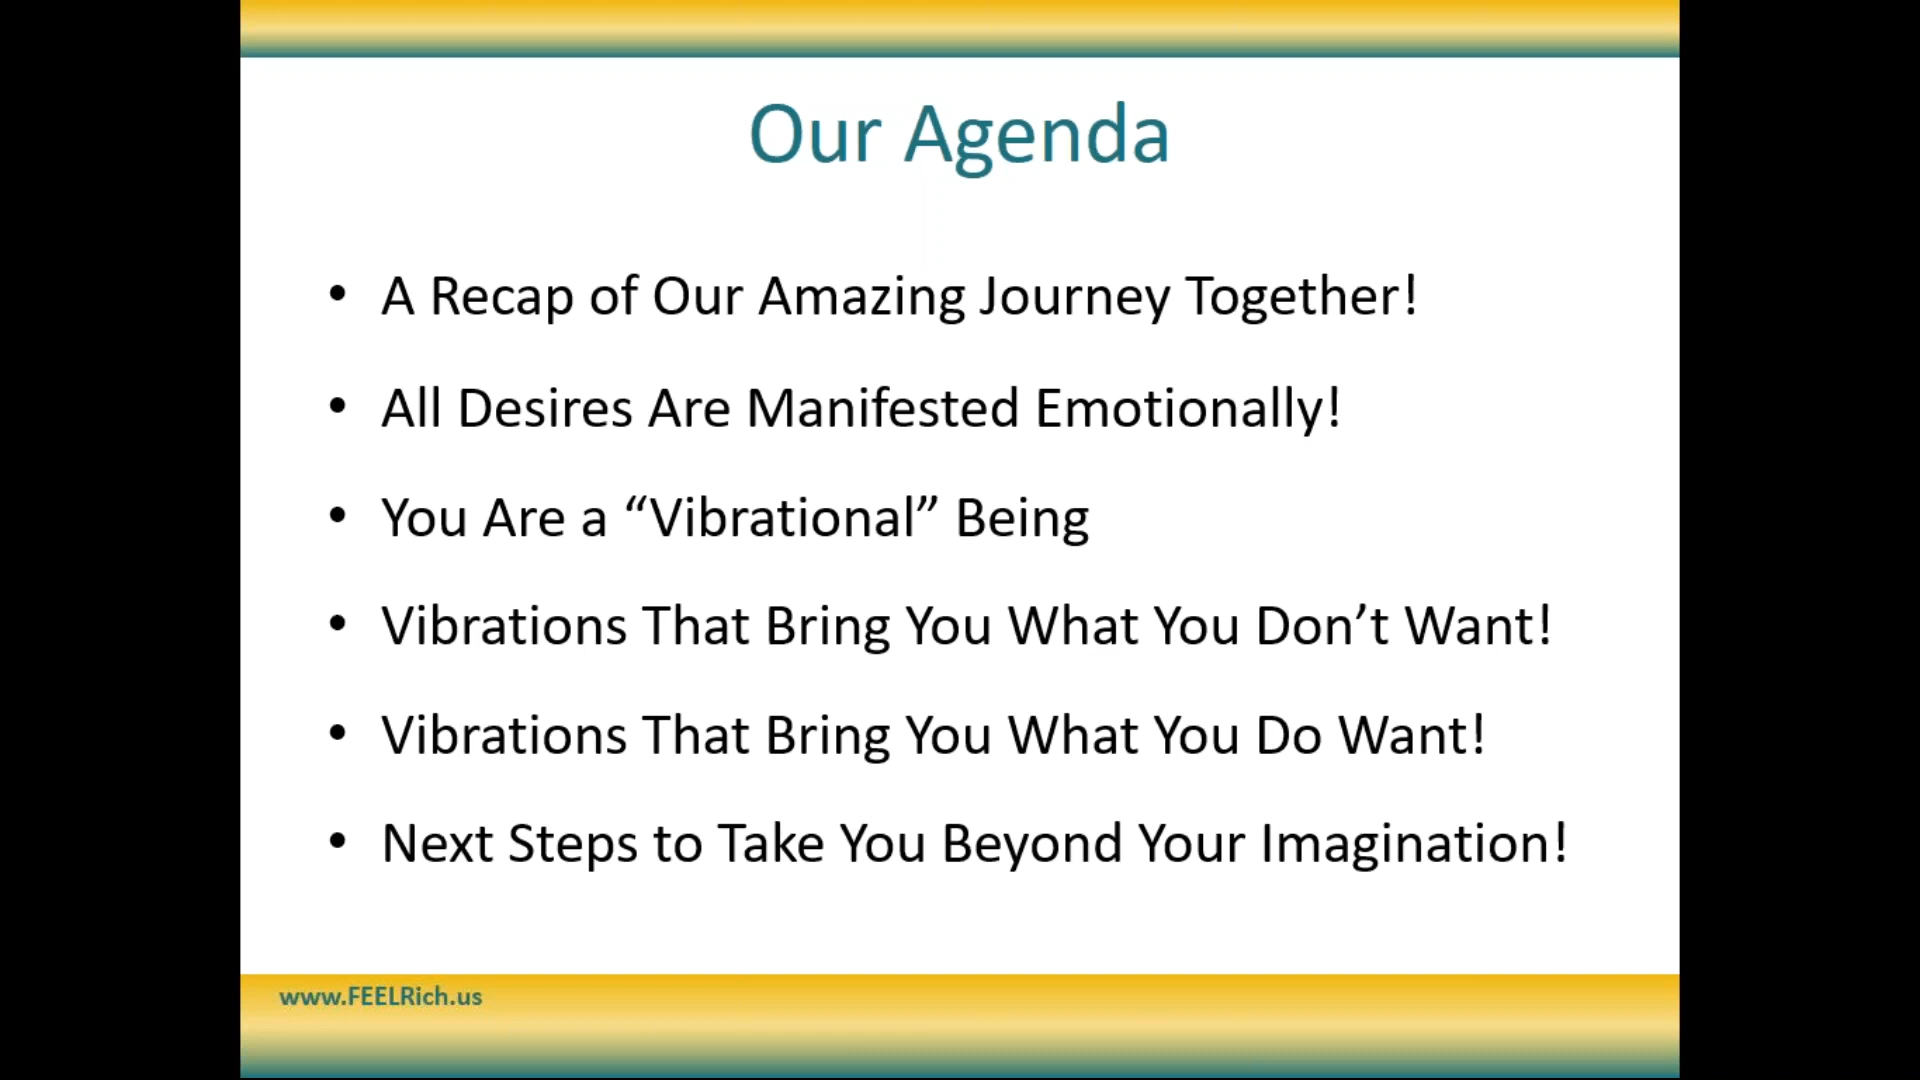 Our Agenda
• A Recap of Our Amazing Journey Together!
• All Desires Are Manifested Emotionally!
• You Are a “Vibrational” Being
• Vibrations That Bring You What You Don’t Want!
• Vibrations That Bring You What You Do Want!
• Next Steps to Take You Beyond Your Imagination!
www.FEELRich.us